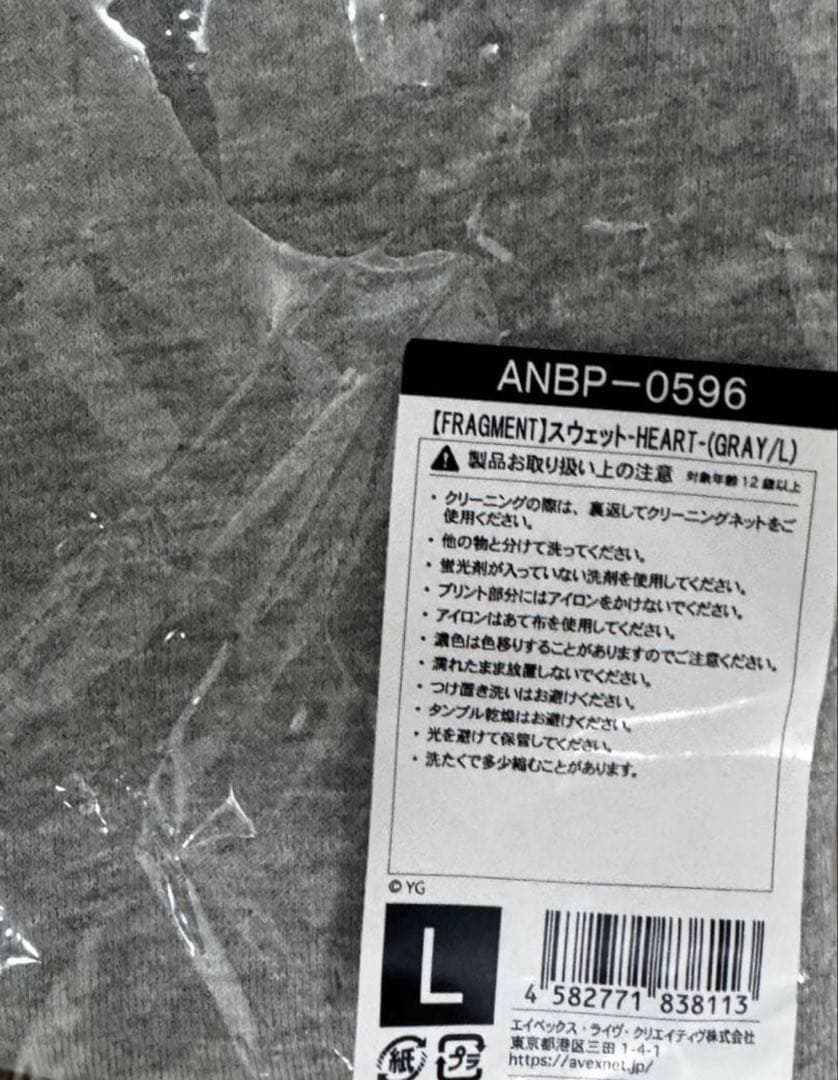 ANBP-0596
【FRAGMENT】スウェット-HEART-(GRAY/L)
製品お取り扱い上の注意 対象年齢12歳以上
・クリーニングの際は、裏返してクリーニングネットをご
使用ください。
・他の物と分けて洗ってください。
・蛍光剤が入っていない洗剤を使用してください。
・プリント部分にはアイロンをかけないでください。
・アイロンはあて布を使用してください。
・濃色は色移りすることがありますのでご注意ください。
・濡れたまま放置しないでください。
・つけ置き洗いはお避けください。
・タンブル乾燥はお避けください。
・光を避けて保管してください。
・洗たくで多少縮むことがあります。
© YG
L
4 582771 838113
エイベックス・ライヴ・クリエイティヴ株式会社
東京都港区三田 1-4-1
https://avexnet.jp/
紙 プラ